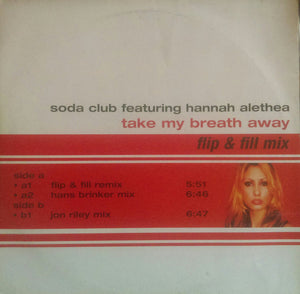 soda club featuring hannah alethea
take my breath away
flip & fill mix
side a
• a1 flip & fill remix 5:51
• a2 hans brinker mix 6:46
side b
• b1 jon riley mix 6:47